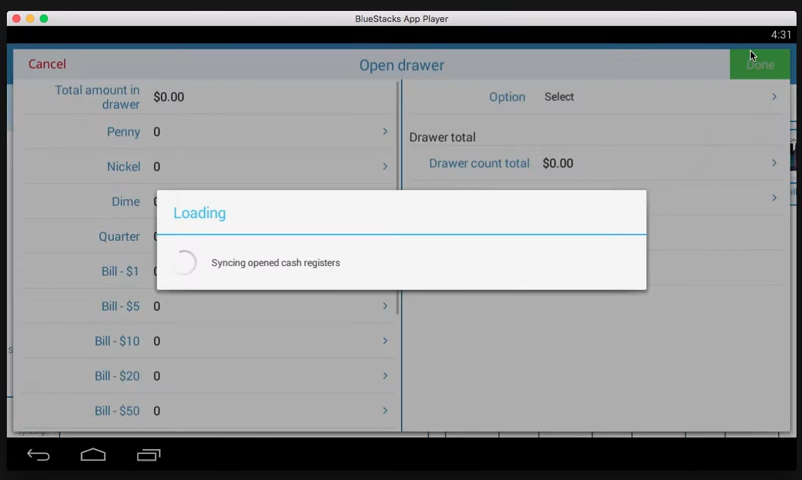 BlueStacks App Player
4:31
Cancel
Open drawer
Done
Total amount in
drawer
$0.00
Option
Select
Penny
0
Drawer total
Nickel
0
Drawer count total
$0.00
Dime
Loading
Quarter
Syncing opened cash registers
Bill - $1
Bill - $5
0
Bill - $10
0
Bill - $20
0
Bill - $50
0